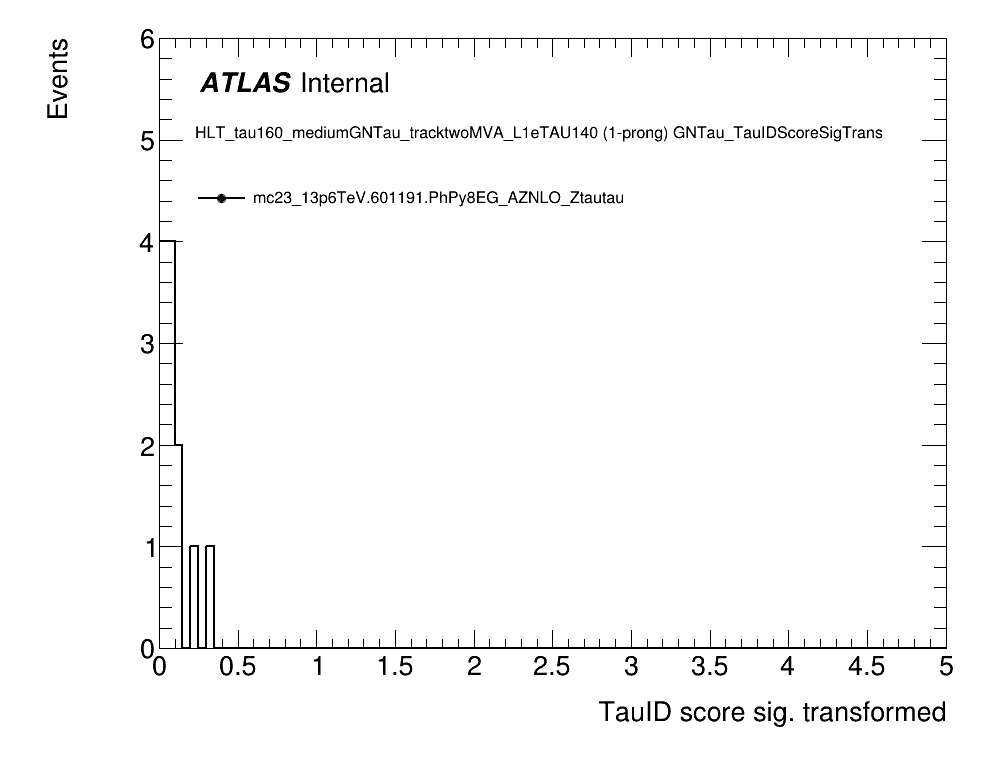 Events
6
5
4
3
2
1
0
ATLAS Internal
HLT_tau160_mediumGNTau_tracktwoMVA_L1eTAU140 (1-prong) GNTau_TauIDScoreSigTrans
mc23_13p6TeV.601191.PhPy8EG_AZNLO_Ztautau
0 0.5 1 1.5 2 2.5 3 3.5 4 4.5 5
TauID score sig. transformed